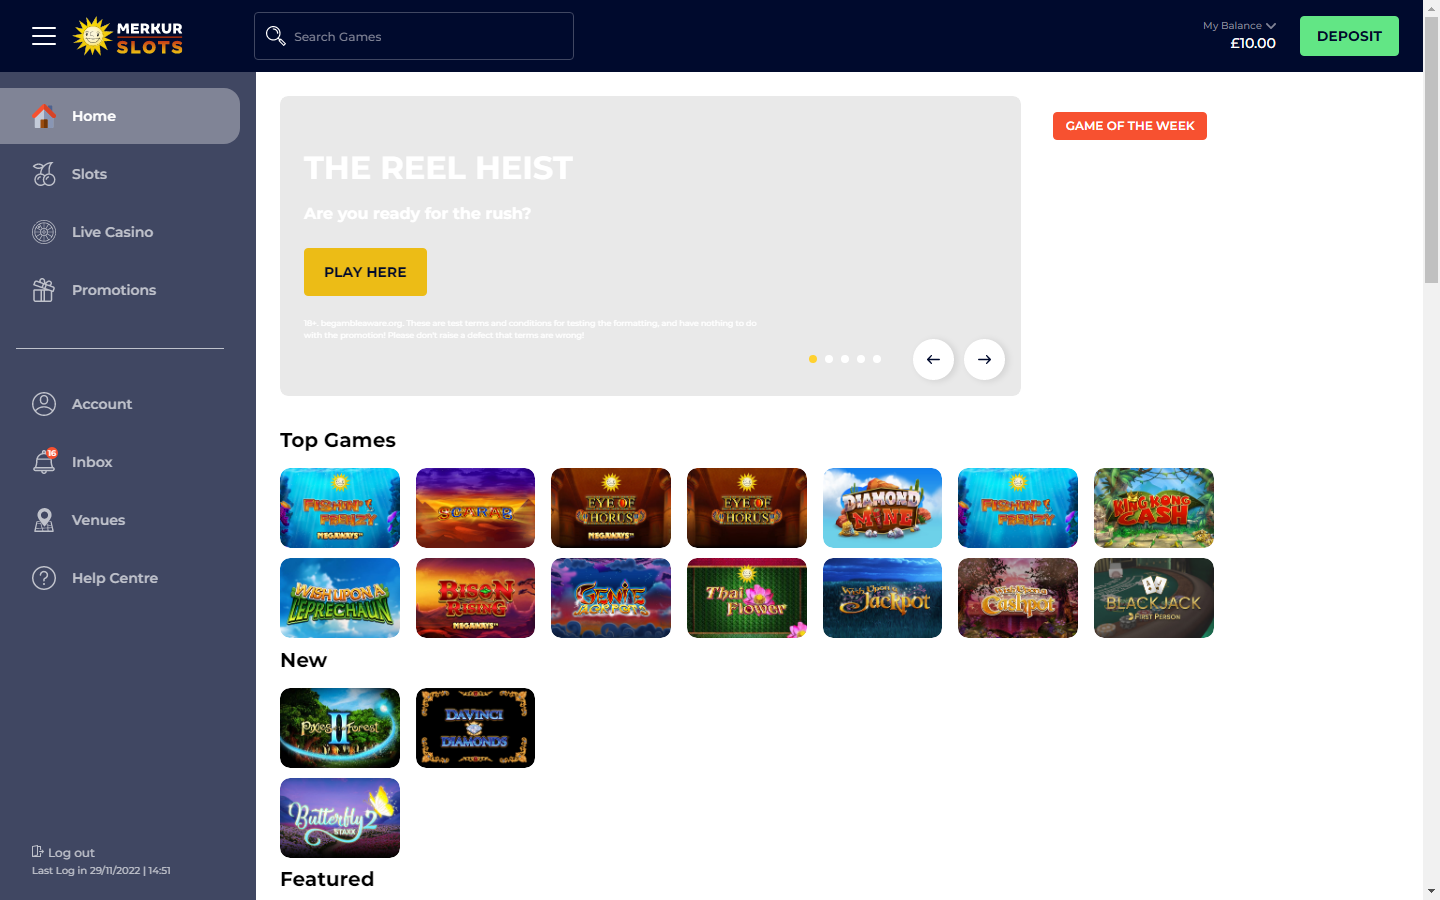 MERKUR
SLOTS
Search Games
My Balance
£10.00
DEPOSIT
Home
Slots
Live Casino
Promotions
Account
16
Inbox
Venues
Help Centre
Log out
Last Log in 29/11/2022 | 14:51
THE REEL HEIST
Are you ready for the rush?
PLAY HERE
18+. begambleaware.org. These are test terms and conditions for testing the formatting, and have nothing to do
with the promotion! Please don't raise a defect that terms are wrong!
GAME OF THE WEEK
Top Games
FISHIN' FRENZY MEGAWAYS™
SCARAB
EYE OF HORUS MEGAWAYS™
EYE OF HORUS
DIAMOND MINE
FISHIN' FRENZY
KING KONG CASH
WISH UPON A LEPRECHAUN
BISON RISING MEGAWAYS™
GENIE JACKPOTS
Thai Flower
Wish Upon a Jackpot
Cashpot
BLACKJACK FIRST PERSON
New
Pixies of the Forest II
DAVINCI DIAMONDS
Butterfly STAXX 2
Featured